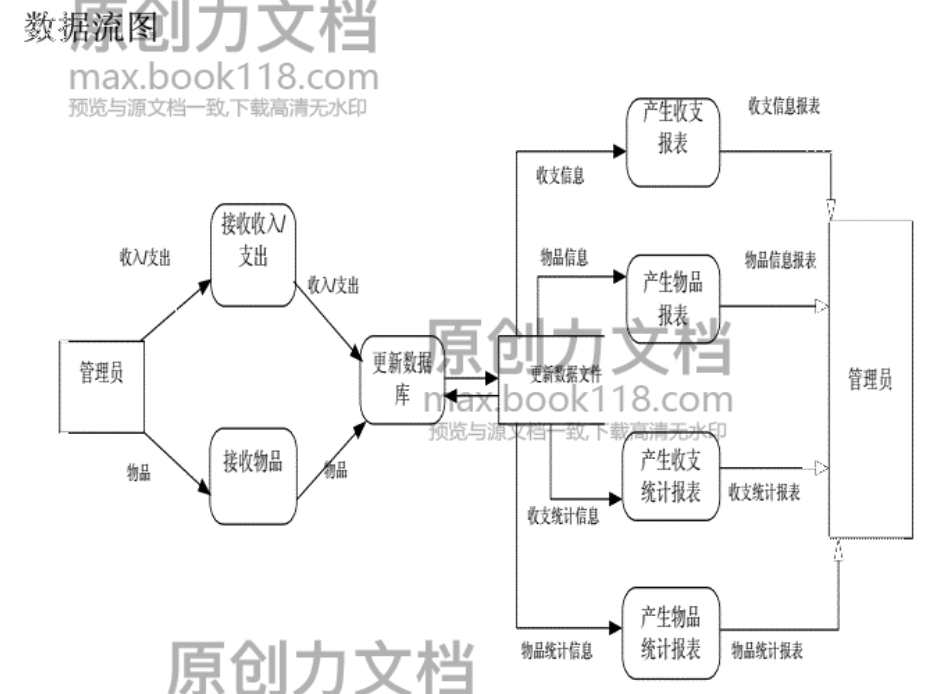 数据流图
原创力文档
max.book118.com
预览与源文档一致,下载高清无水印
产生收支
报表
收支信息报表
收支信息
接收收入/
支出
收入/支出
收入/支出
物品信息
产生物品
报表
物品信息报表
管理员
更新数据
库
更新数据文件
管理员
原创力文档
max.book118.com
预览与源文档一致,下载高清无水印
物品
接收物品
物品
产生收支
统计报表
收支统计报表
收支统计信息
产生物品
统计报表
物品统计信息
物品统计报表
原创力文档